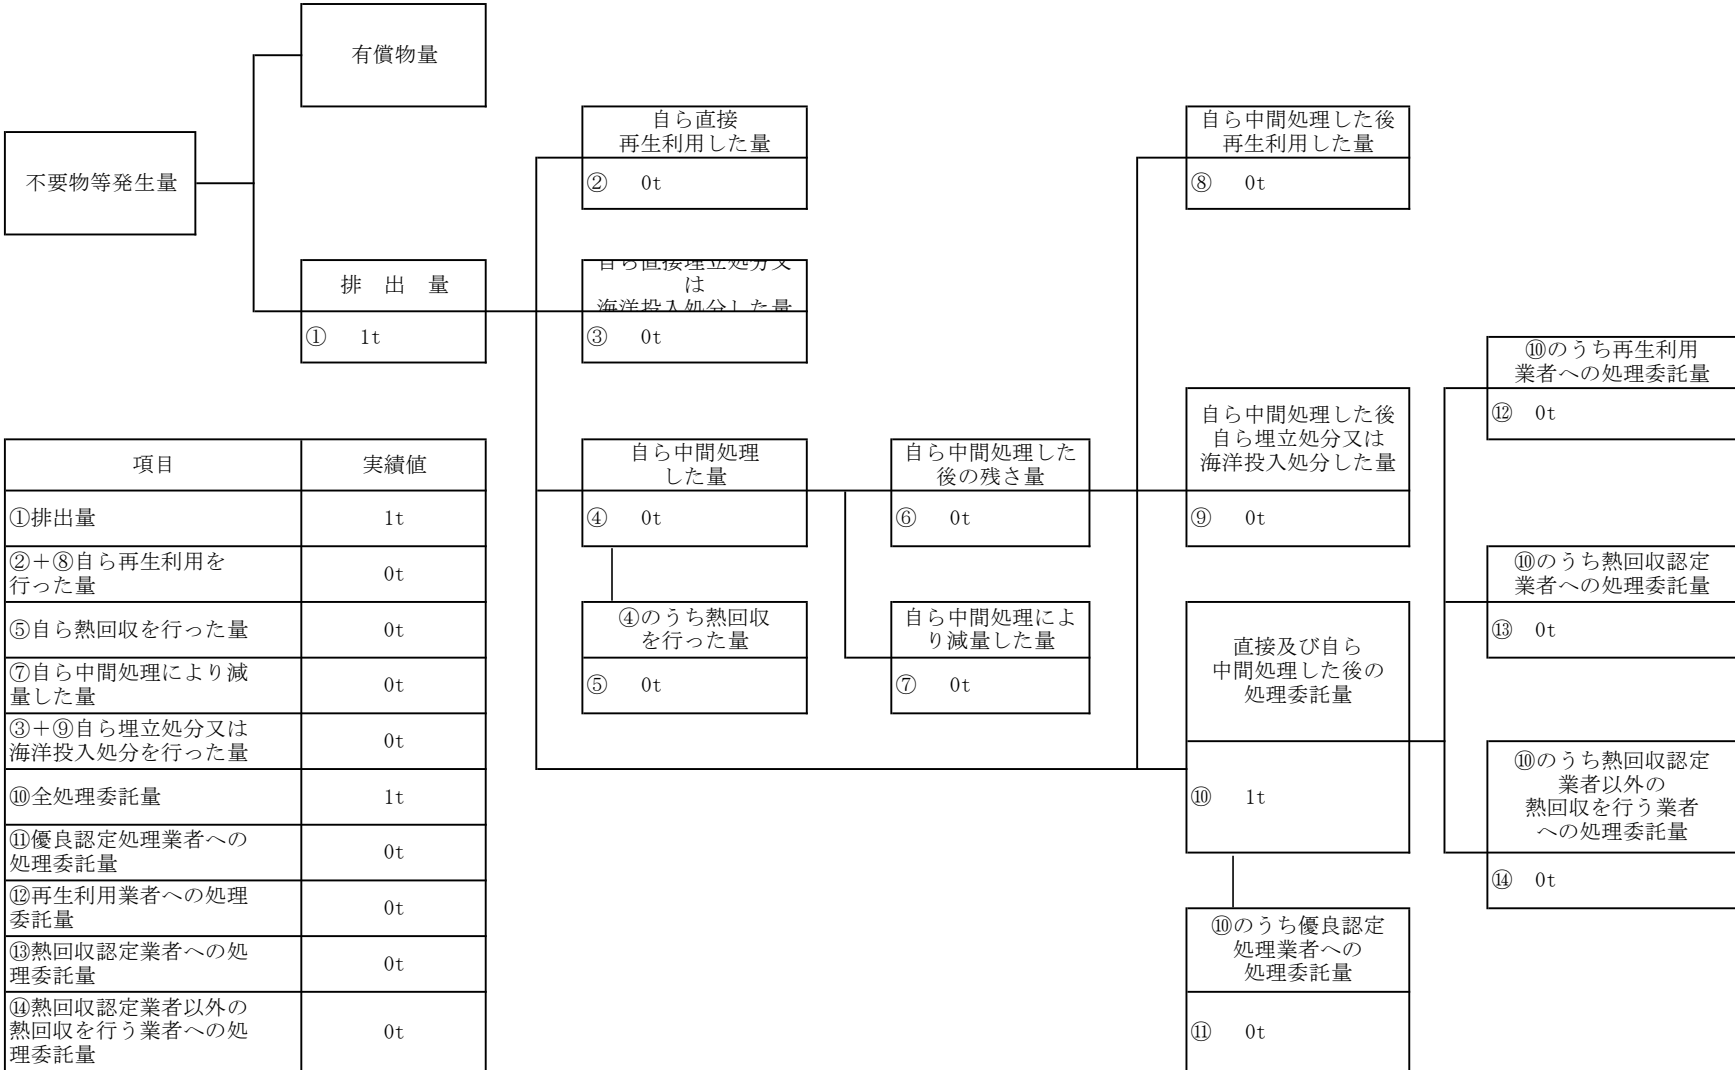 有償物量
不要物等発生量
排　出　量
① 1t
自ら直接
再生利用した量
② 0t
自ら直接埋立処分又
は
海洋投入処分した量
③ 0t
自ら中間処理
した量
④ 0t
④のうち熱回収
を行った量
⑤ 0t
自ら中間処理した
後の残さ量
⑥ 0t
自ら中間処理によ
り減量した量
⑦ 0t
自ら中間処理した後
再生利用した量
⑧ 0t
自ら中間処理した後
自ら埋立処分又は
海洋投入処分した量
⑨ 0t
直接及び自ら
中間処理した後の
処理委託量
⑩ 1t
⑩のうち優良認定
処理業者への
処理委託量
⑪ 0t
⑩のうち再生利用
業者への処理委託量
⑫ 0t
⑩のうち熱回収認定
業者への処理委託量
⑬ 0t
⑩のうち熱回収認定
業者以外の
熱回収を行う業者
への処理委託量
⑭ 0t
項目 実績値
①排出量 1t
②＋⑧自ら再生利用を
行った量 0t
⑤自ら熱回収を行った量 0t
⑦自ら中間処理により減
量した量 0t
③＋⑨自ら埋立処分又は
海洋投入処分を行った量 0t
⑩全処理委託量 1t
⑪優良認定処理業者への
処理委託量 0t
⑫再生利用業者への処理
委託量 0t
⑬熱回収認定業者への処
理委託量 0t
⑭熱回収認定業者以外の
熱回収を行う業者への処
理委託量 0t